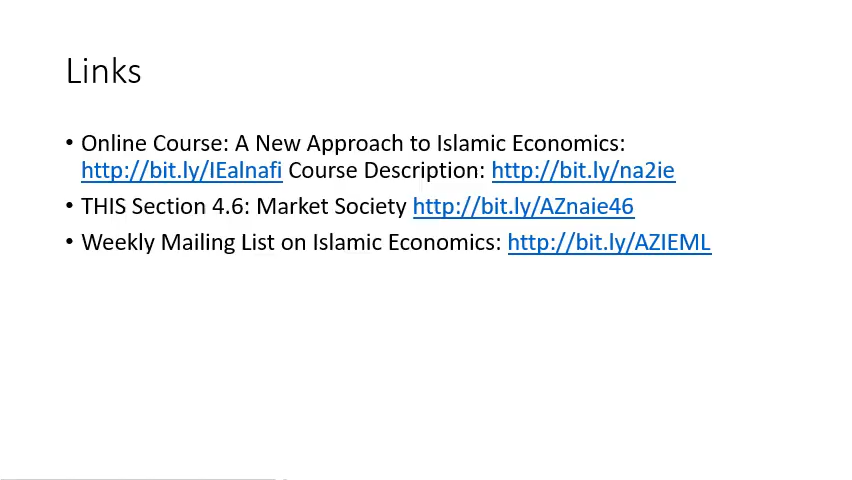 Links
• Online Course: A New Approach to Islamic Economics:
http://bit.ly/IEalnafi Course Description: http://bit.ly/na2ie
• THIS Section 4.6: Market Society http://bit.ly/AZnaie46
• Weekly Mailing List on Islamic Economics: http://bit.ly/AZIEML